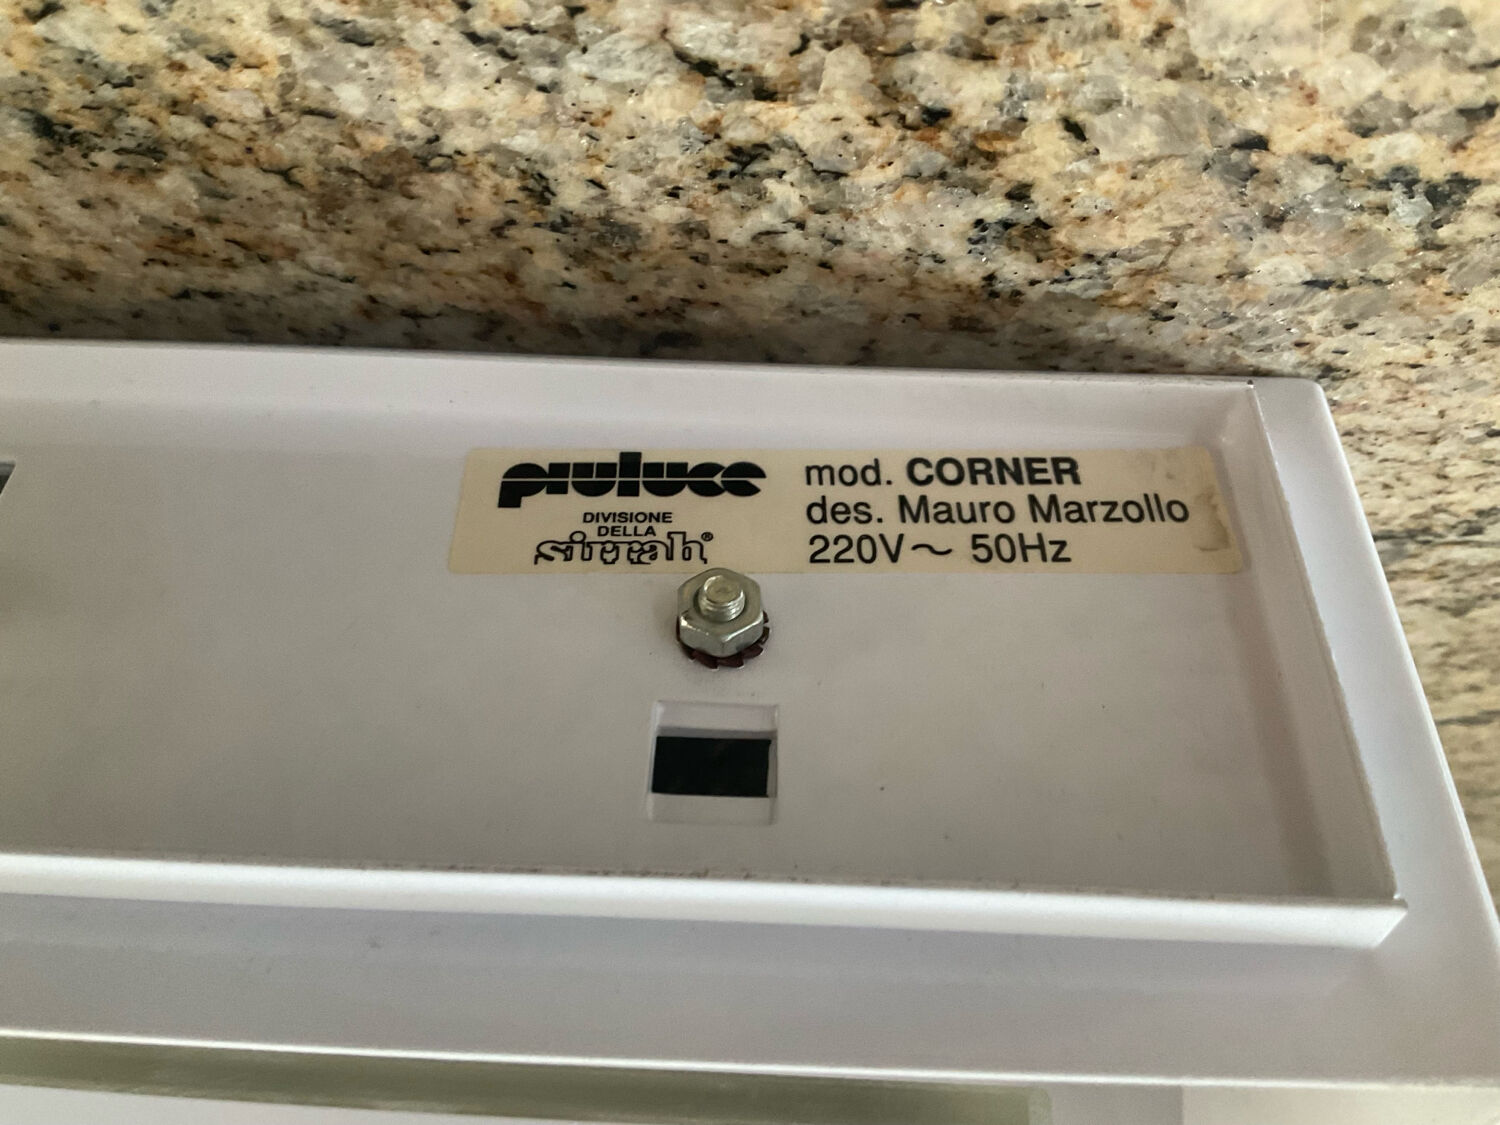 piuluce
DIVISIONE
DELLA
sirrah®
mod. CORNER
des. Mauro Marzollo
220V~ 50Hz